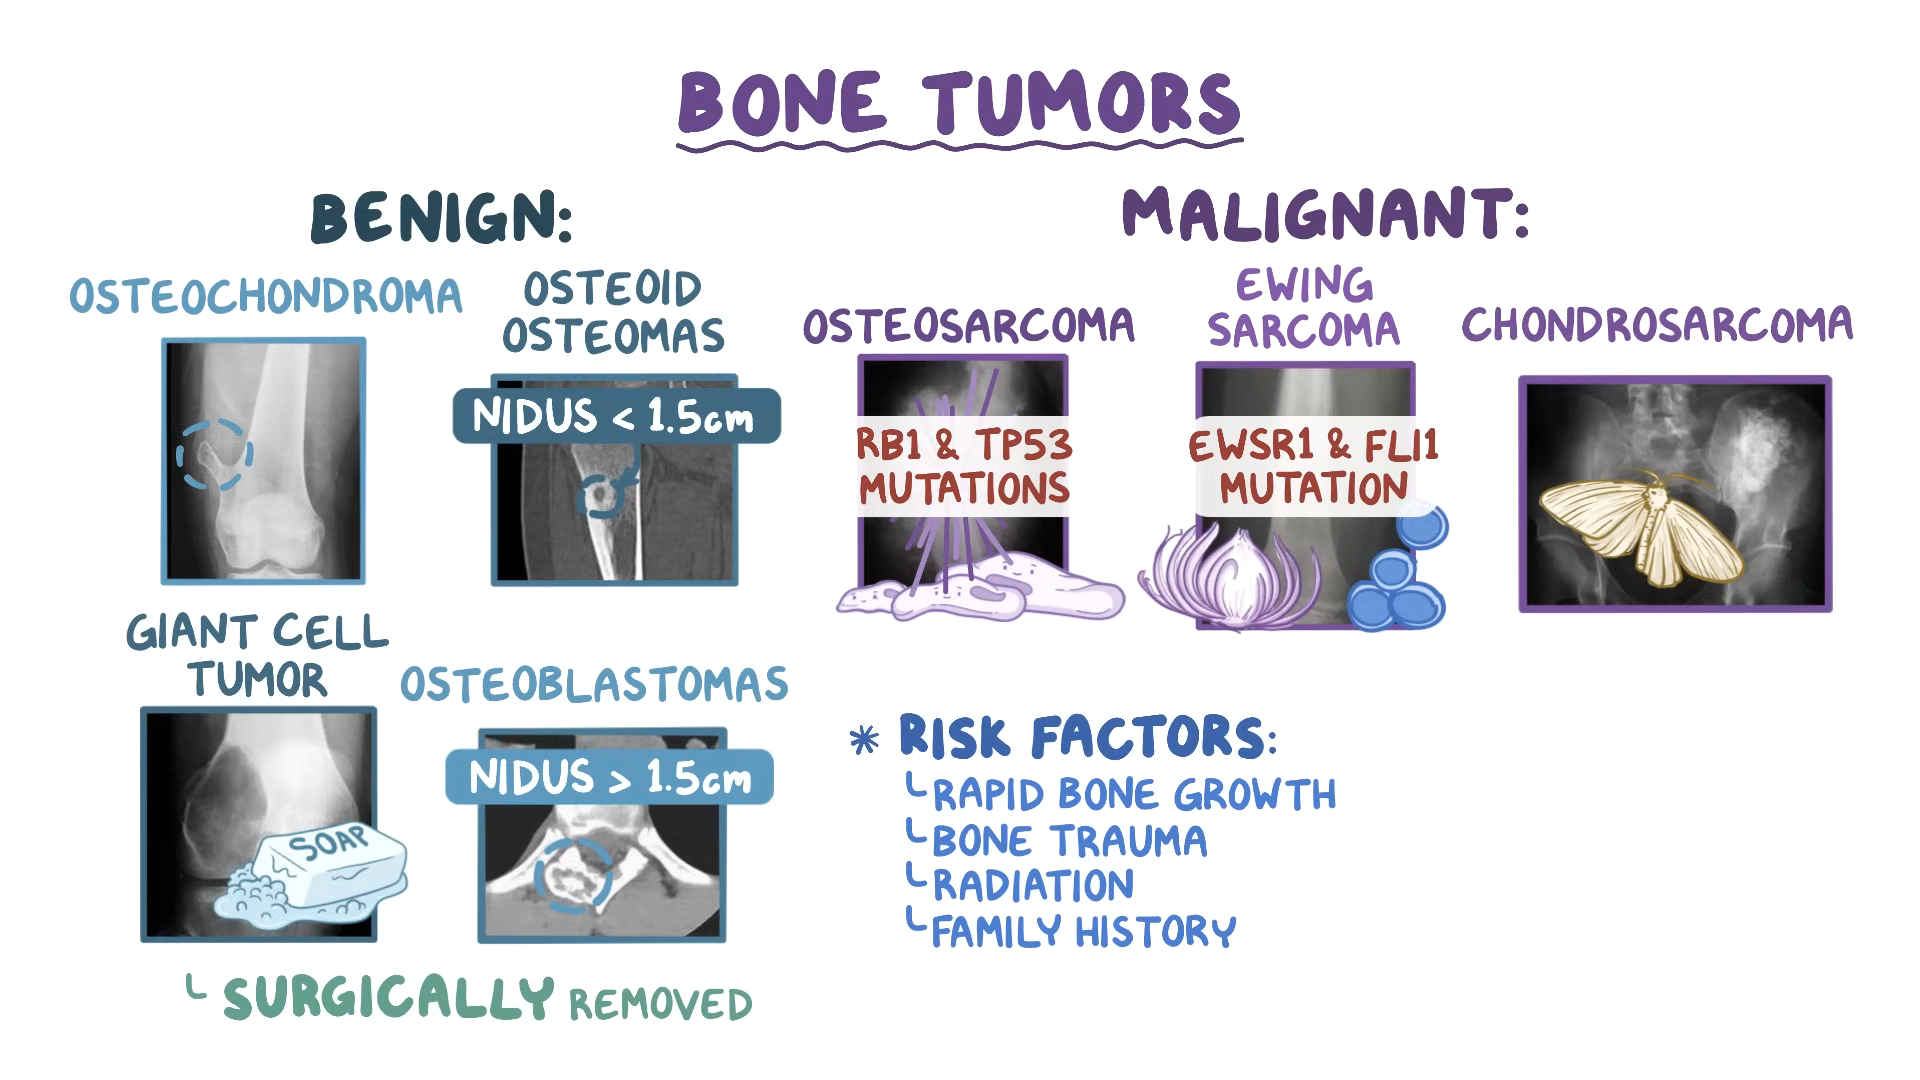 BONE TUMORS
BENIGN:
OSTEOCHONDROMA
OSTEOID
OSTEOMAS
NIDUS < 1.5cm
GIANT CELL
TUMOR
SOAP
OSTEOBLASTOMAS
NIDUS > 1.5cm
└ SURGICALLY REMOVED
MALIGNANT:
OSTEOSARCOMA
RB1 & TP53
MUTATIONS
EWING
SARCOMA
EWSR1 & FLI1
MUTATION
CHONDROSARCOMA
* RISK FACTORS:
└ RAPID BONE GROWTH
└ BONE TRAUMA
└ RADIATION
└ FAMILY HISTORY